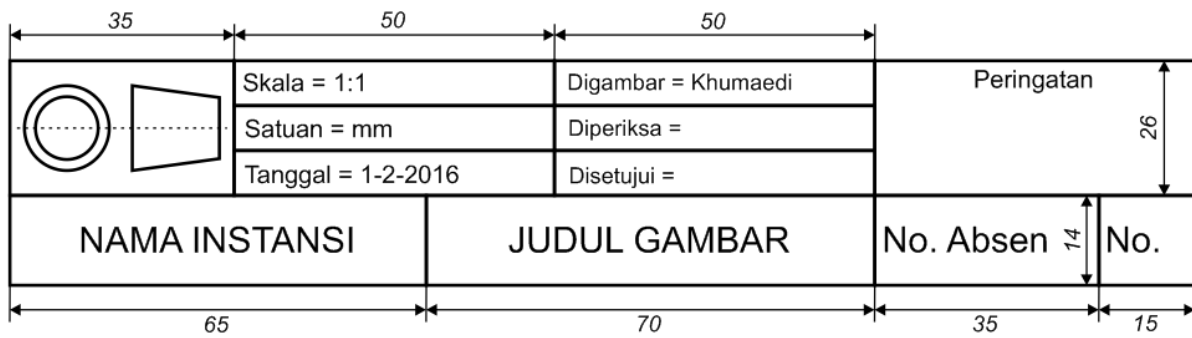 35 50 50
Skala = 1:1 Digambar = Khumaedi Peringatan
Satuan = mm Diperiksa = 26
Tanggal = 1-2-2016 Disetujui =
NAMA INSTANSI JUDUL GAMBAR No. Absen 14 No.
65 70 35 15